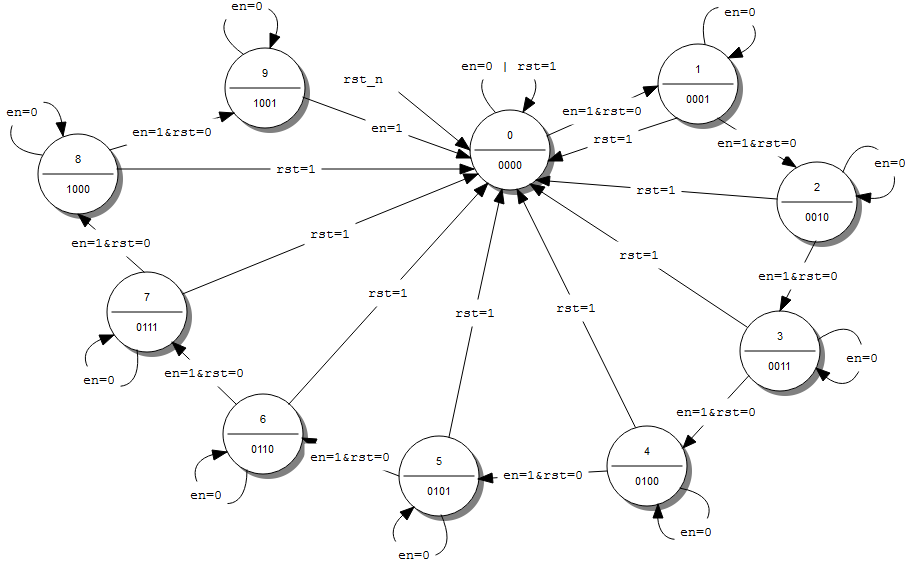 en=0
en=0
9
1001
rst_n
en=0 | rst=1
1
0001
en=0
8
1000
en=1&rst=0
en=1
0
0000
en=1&rst=0
rst=1
en=1&rst=0
en=0
2
0010
rst=1
rst=1
en=1&rst=0
rst=1
rst=1
en=1&rst=0
7
0111
rst=1
rst=1
rst=1
3
0011
en=0
en=0
en=1&rst=0
en=1&rst=0
6
0110
en=1&rst=0
5
0101
en=1&rst=0
4
0100
en=0
en=0
en=0